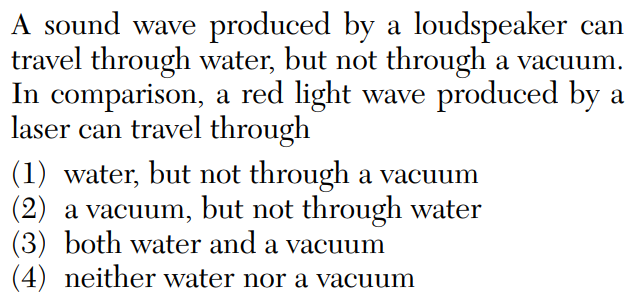 A sound wave produced by a loudspeaker can
travel through water, but not through a vacuum.
In comparison, a red light wave produced by a
laser can travel through
(1) water, but not through a vacuum
(2) a vacuum, but not through water
(3) both water and a vacuum
(4) neither water nor a vacuum